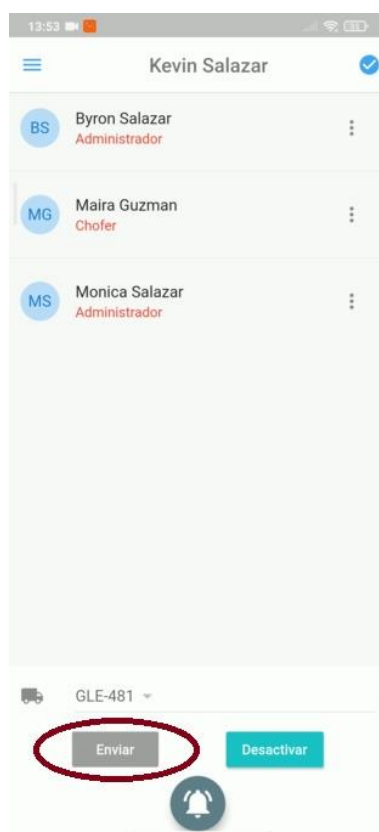 13:53
Kevin Salazar
BS
Byron Salazar
Administrador
MG
Maira Guzman
Chofer
MS
Monica Salazar
Administrador
GLE-481
Enviar Desactivar